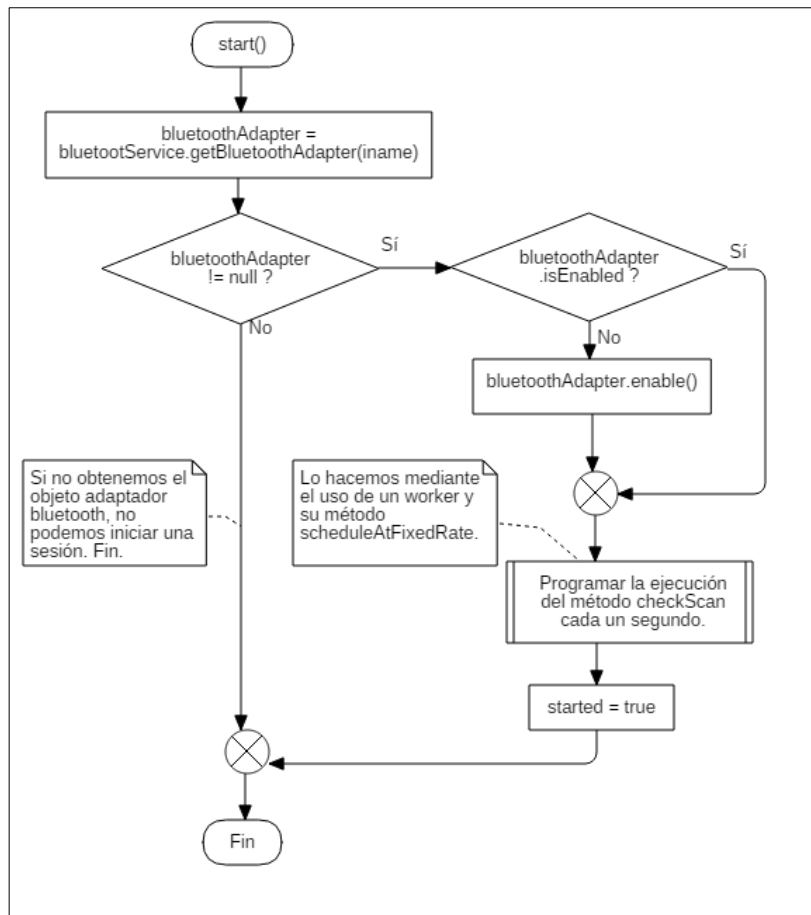 start()
bluetoothAdapter =
bluetootService.getBluetoothAdapter(iname)
bluetoothAdapter
!= null ?
Sí
bluetoothAdapter
.isEnabled ?
Sí
No
No
bluetoothAdapter.enable()
Si no obtenemos el
objeto adaptador
bluetooth, no
podemos iniciar una
sesión. Fin.
Lo hacemos mediante
el uso de un worker y
su método
scheduleAtFixedRate.
Programar la ejecución
del método checkScan
cada un segundo.
started = true
Fin